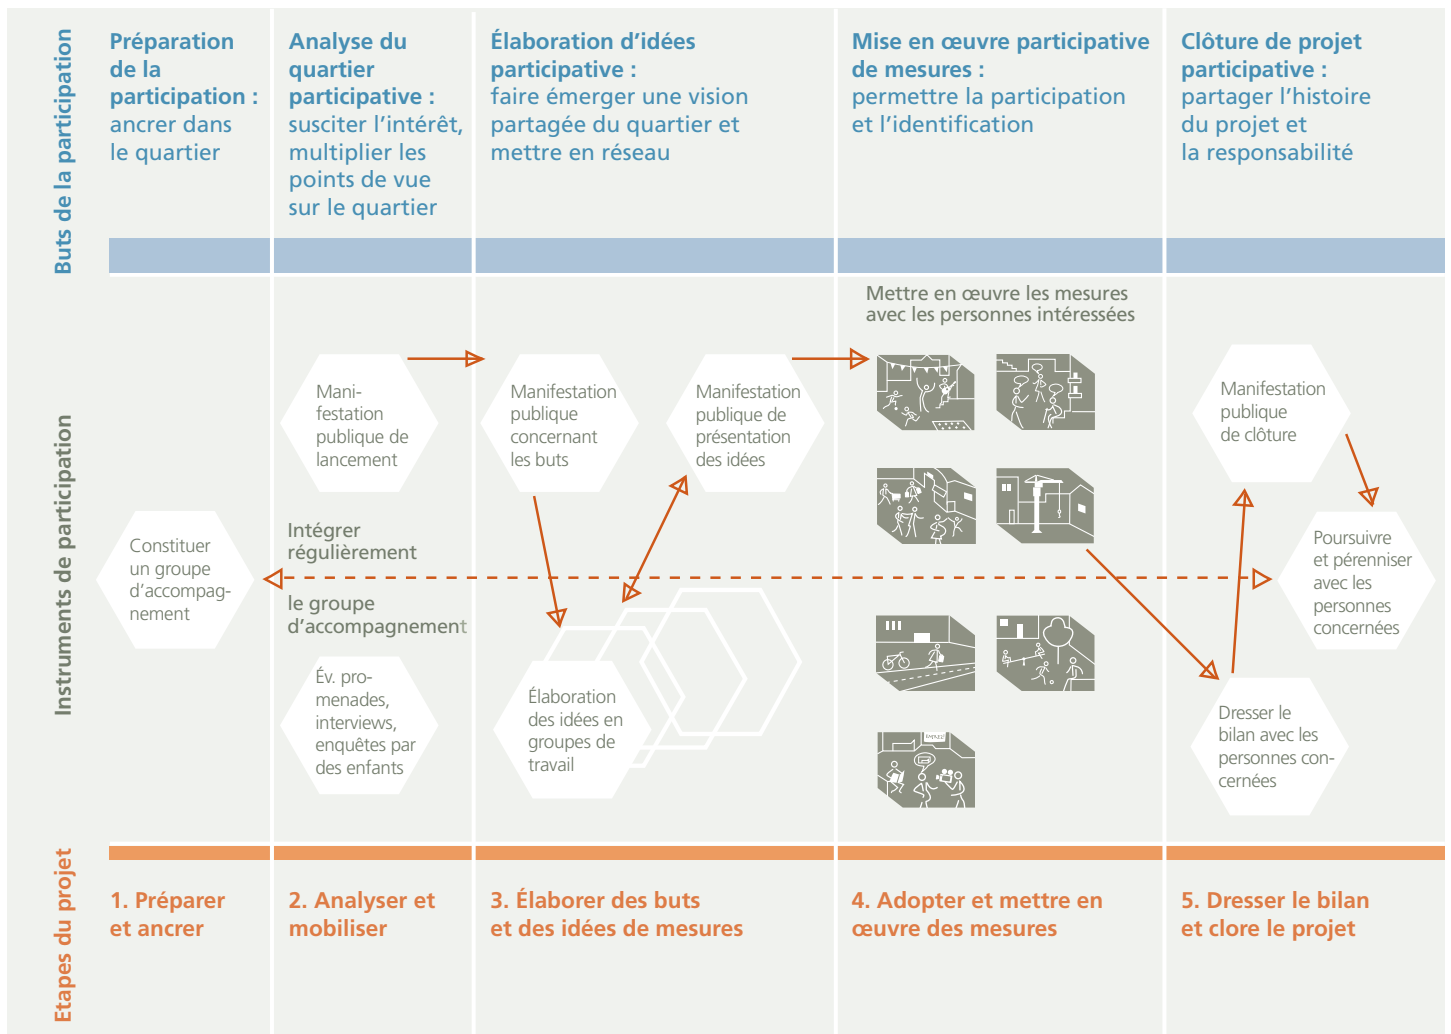 Buts de la participation
Préparation
de la
participation :
ancrer dans
le quartier
Analyse du
quartier
participative :
susciter l’intérêt,
multiplier les
points de vue
sur le quartier
Élaboration d’idées
participative :
faire émerger une vision
partagée du quartier et
mettre en réseau
Mise en œuvre participative
de mesures :
permettre la participation
et l’identification
Clôture de projet
participative :
partager l’histoire
du projet et
la responsabilité
Instruments de participation
Constituer
un groupe
d’accompag-
nement
Mani-
festation
publique de
lancement
Intégrer
régulièrement
le groupe
d’accompagnement
Év. pro-
menades,
interviews,
enquêtes par
des enfants
Manifestation
publique
concernant
les buts
Manifestation
publique de
présentation
des idées
Élaboration
des idées en
groupes de
travail
Mettre en œuvre les mesures
avec les personnes intéressées
Manifestation
publique
de clôture
Poursuivre
et pérenniser
avec les
personnes
concernées
Dresser le
bilan avec les
personnes con-
cernées
Etapes du projet
1. Préparer
et ancrer
2. Analyser et
mobiliser
3. Élaborer des buts
et des idées de mesures
4. Adopter et mettre en
œuvre des mesures
5. Dresser le bilan
et clore le projet